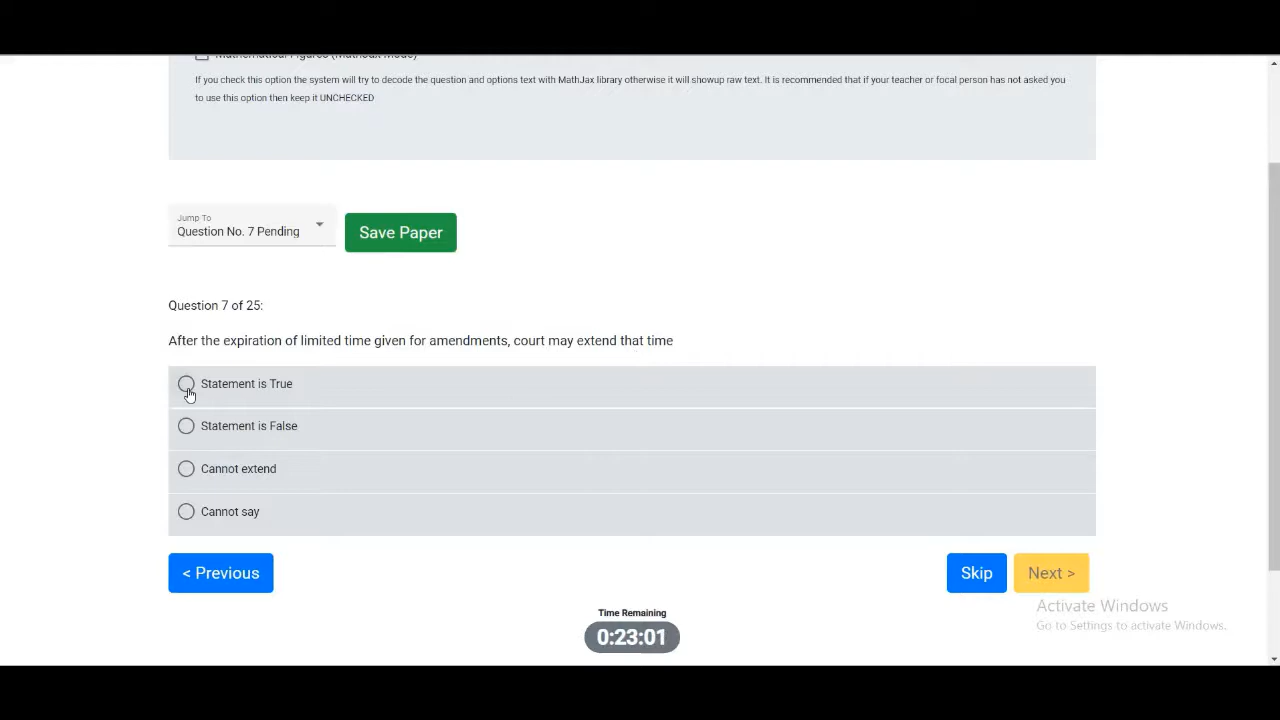 Mathematical Figures (MathJax Mode)
If you check this option the system will try to decode the question and options text with MathJax library otherwise it will showup raw text. It is recommended that if your teacher or focal person has not asked you
to use this option then keep it UNCHECKED
Jump To
Question No. 7 Pending
Save Paper
Question 7 of 25:
After the expiration of limited time given for amendments, court may extend that time
Statement is True
Statement is False
Cannot extend
Cannot say
< Previous
Skip
Next >
Time Remaining
0:23:01
Activate Windows
Go to Settings to activate Windows.